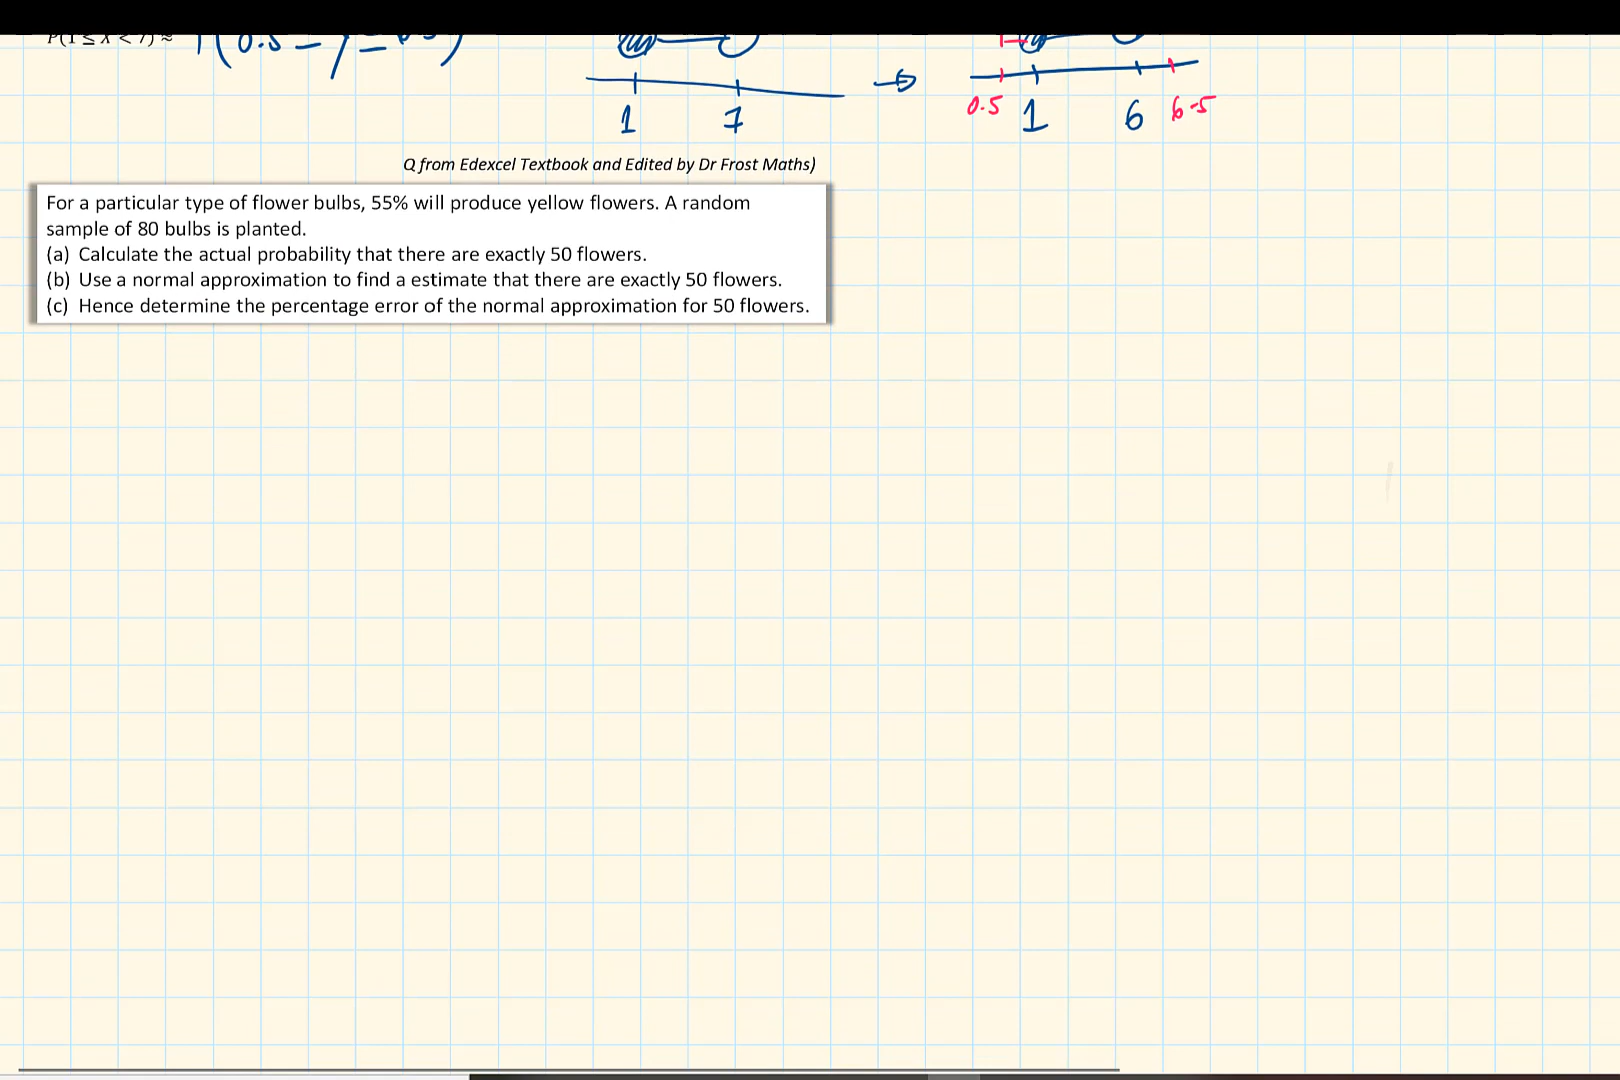 P(1 ≤ X < 7) ≈
1 7
0.5 1 6 6.5
Q from Edexcel Textbook and Edited by Dr Frost Maths)
For a particular type of flower bulbs, 55% will produce yellow flowers. A random
sample of 80 bulbs is planted.
(a) Calculate the actual probability that there are exactly 50 flowers.
(b) Use a normal approximation to find a estimate that there are exactly 50 flowers.
(c) Hence determine the percentage error of the normal approximation for 50 flowers.